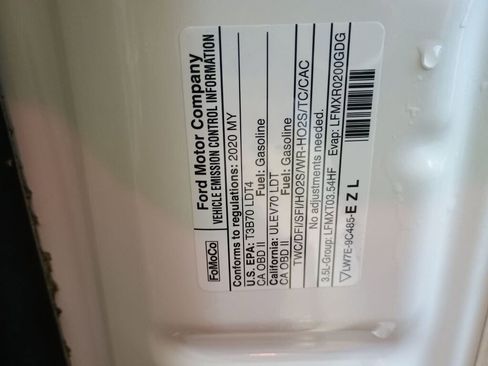 FoMoCo
Ford Motor Company
VEHICLE EMISSION CONTROL INFORMATION
Conforms to regulations: 2020 MY
U.S. EPA: T3B70 LDT4 Fuel: Gasoline
CA OBD II
California: ULEV70 LDT Fuel: Gasoline
CA OBD II
TWC/DFI/SFI/HO2S/WR-HO2S/TC/CAC
No adjustments needed.
3.5L-Group: LFMXT03.54HF Evap: LFMXR0200GDG
▽LW7E-9C485-EZL